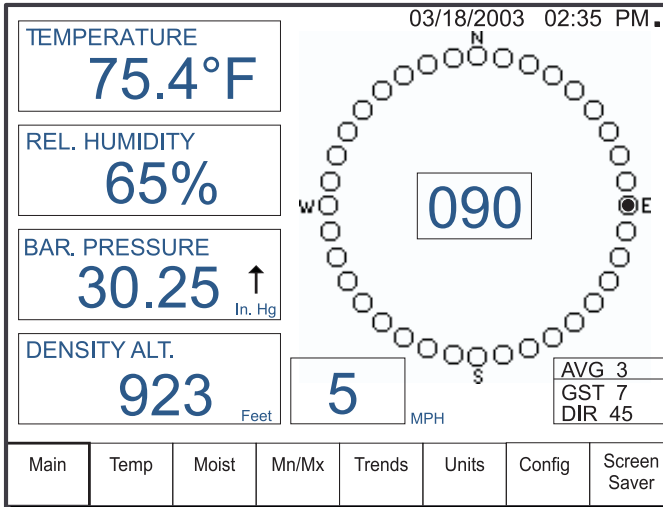 03/18/2003 02:35 PM
TEMPERATURE
75.4°F
REL. HUMIDITY
65%
BAR. PRESSURE
30.25 ↑ In. Hg
DENSITY ALT.
923 Feet
N
W
090
E
S
5 MPH
AVG 3
GST 7
DIR 45
Main Temp Moist Mn/Mx Trends Units Config Screen
Saver